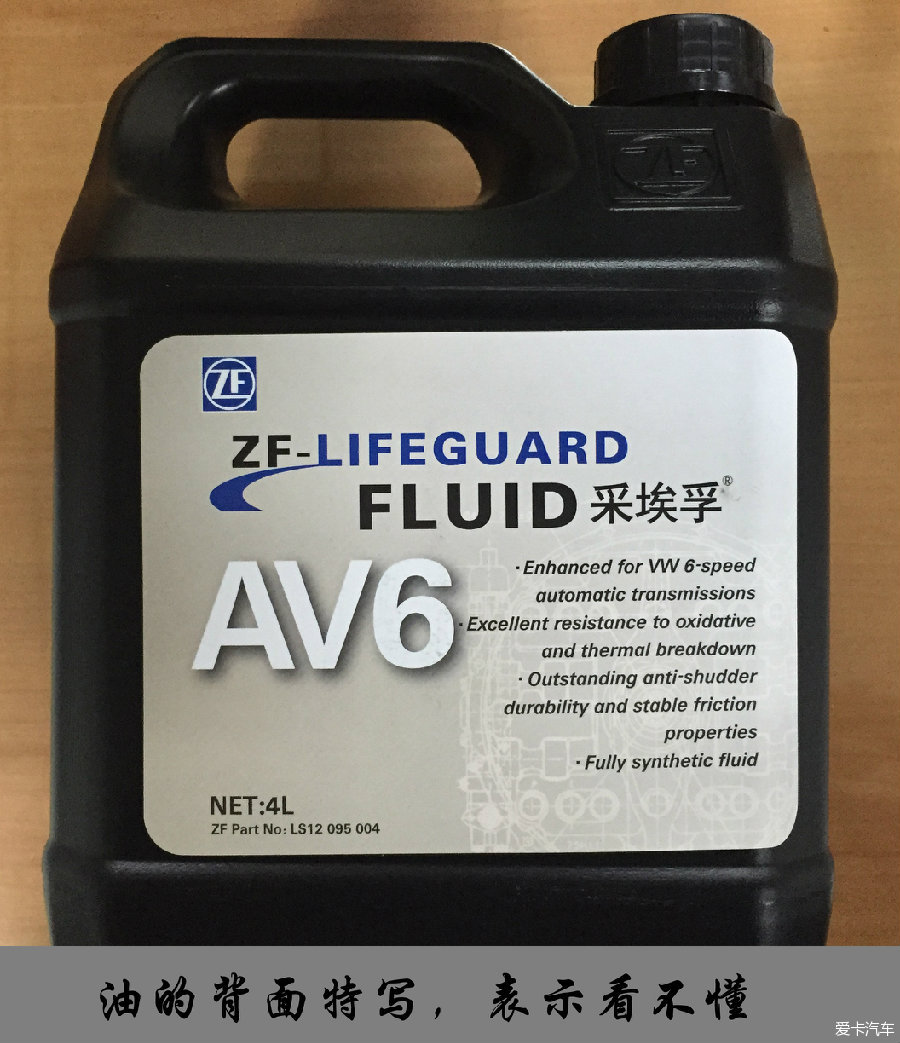 ZF
ZF
ZF-LIFEGUARD
FLUID 采埃孚®
AV6
·Enhanced for VW 6-speed
automatic transmissions
·Excellent resistance to oxidative
and thermal breakdown
·Outstanding anti-shudder
durability and stable friction
properties
·Fully synthetic fluid
NET:4L
ZF Part No: LS12 095 004
油的背面特写，表示看不懂
爱卡汽车